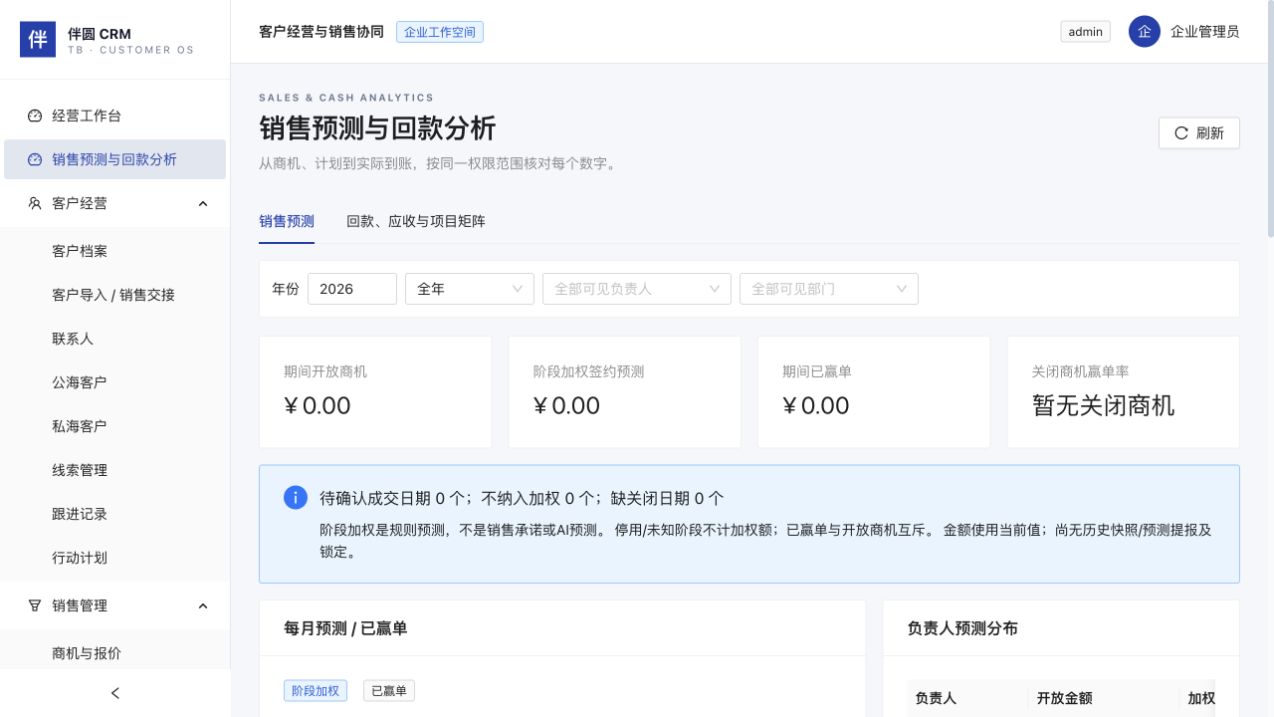 伴
伴圆 CRM
TB · CUSTOMER OS
客户经营与销售协同
企业工作空间
admin
企
企业管理员
经营工作台
销售预测与回款分析
客户经营
客户档案
客户导入 / 销售交接
联系人
公海客户
私海客户
线索管理
跟进记录
行动计划
销售管理
商机与报价
SALES & CASH ANALYTICS
销售预测与回款分析
从商机、计划到实际到账，按同一权限范围核对每个数字。
刷新
销售预测
回款、应收与项目矩阵
年份
2026
全年
全部可见负责人
全部可见部门
期间开放商机
¥ 0.00
阶段加权签约预测
¥ 0.00
期间已赢单
¥ 0.00
关闭商机赢单率
暂无关闭商机
待确认成交日期 0 个；不纳入加权 0 个；缺关闭日期 0 个
阶段加权是规则预测，不是销售承诺或AI预测。 停用/未知阶段不计加权额；已赢单与开放商机互斥。 金额使用当前值；尚无历史快照/预测提报及
锁定。
每月预测 / 已赢单
阶段加权
已赢单
负责人预测分布
负责人
开放金额
加权